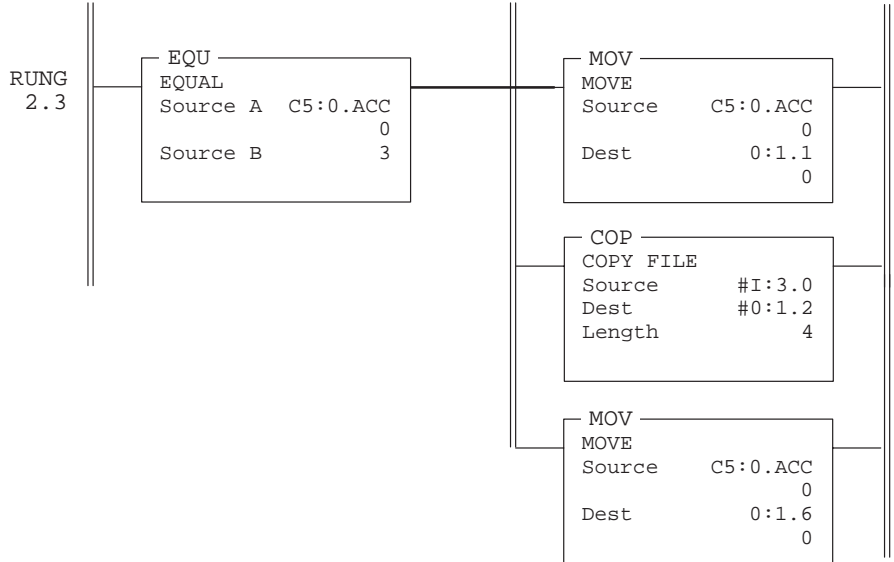 RUNG
2.3
EQU
EQUAL
Source A C5:0.ACC
0
Source B 3
MOV
MOVE
Source C5:0.ACC
0
Dest 0:1.1
0
COP
COPY FILE
Source #I:3.0
Dest #0:1.2
Length 4
MOV
MOVE
Source C5:0.ACC
0
Dest 0:1.6
0